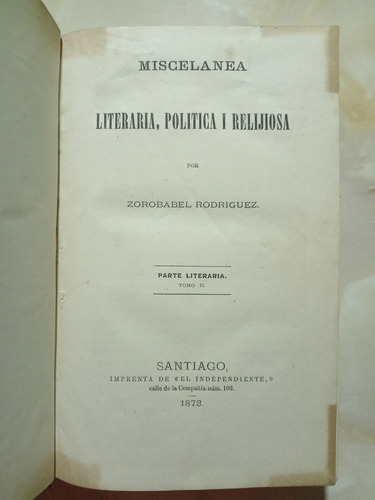 MISCELANEA
LITERARIA, POLITICA I RELIJIOSA
POR
ZOROBABEL RODRIGUEZ.
PARTE LITERARIA.
TOMO II
SANTIAGO,
IMPRENTA DE «EL INDEPENDIENTE,»
calle de la Compañía núm. 102.
1873.